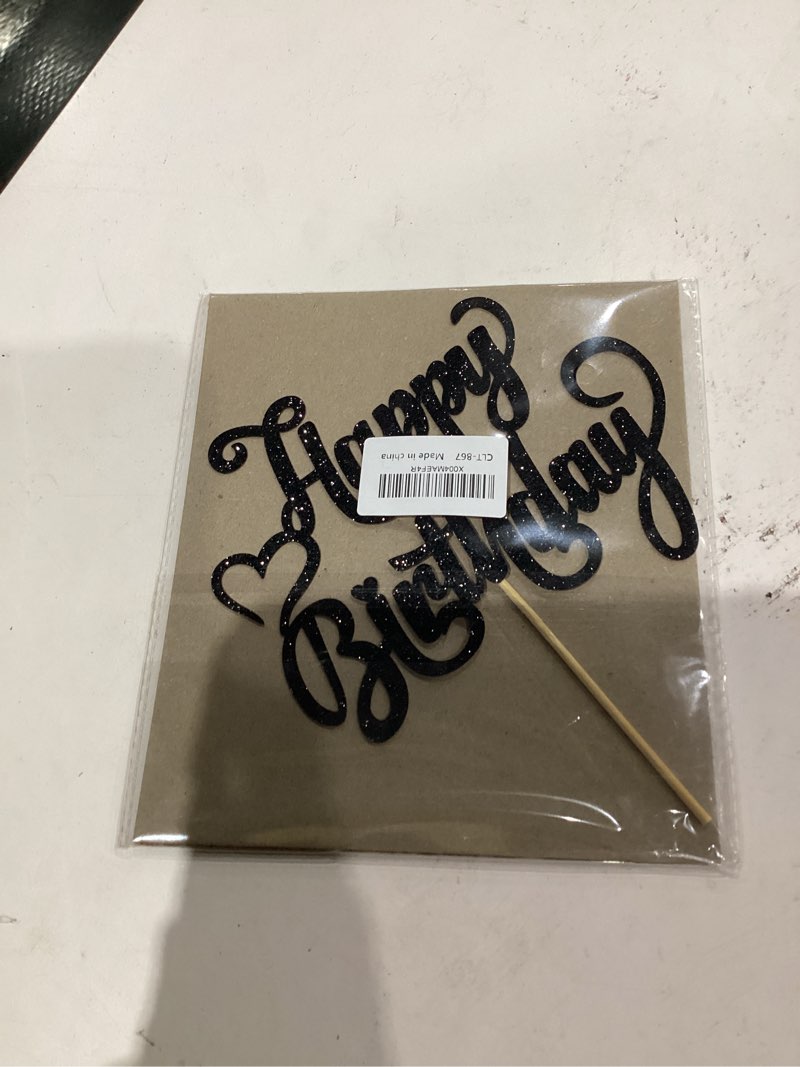 Happy
Birthday
X004MAEF4R
CLT-867 Made in china